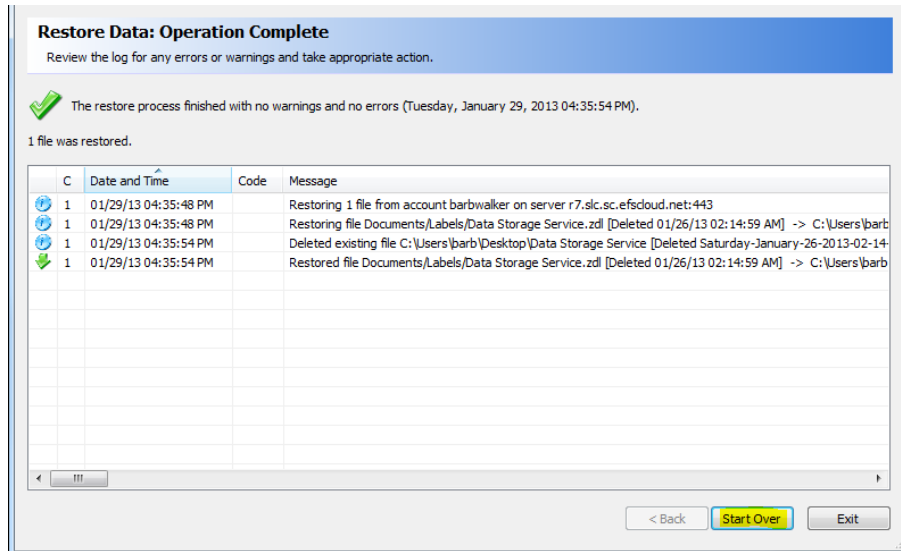 Restore Data: Operation Complete
Review the log for any errors or warnings and take appropriate action.
The restore process finished with no warnings and no errors (Tuesday, January 29, 2013 04:35:54 PM).
1 file was restored.
C Date and Time Code Message
1 01/29/13 04:35:48 PM Restoring 1 file from account barbwalker on server r7.slc.sc.efscloud.net:443
1 01/29/13 04:35:48 PM Restoring file Documents/Labels/Data Storage Service.zdl [Deleted 01/26/13 02:14:59 AM] -> C:\Users\barb
1 01/29/13 04:35:54 PM Deleted existing file C:\Users\barb\Desktop\Data Storage Service [Deleted Saturday-January-26-2013-02-14-
1 01/29/13 04:35:54 PM Restored file Documents/Labels/Data Storage Service.zdl [Deleted 01/26/13 02:14:59 AM] -> C:\Users\barb
< Back Start Over Exit